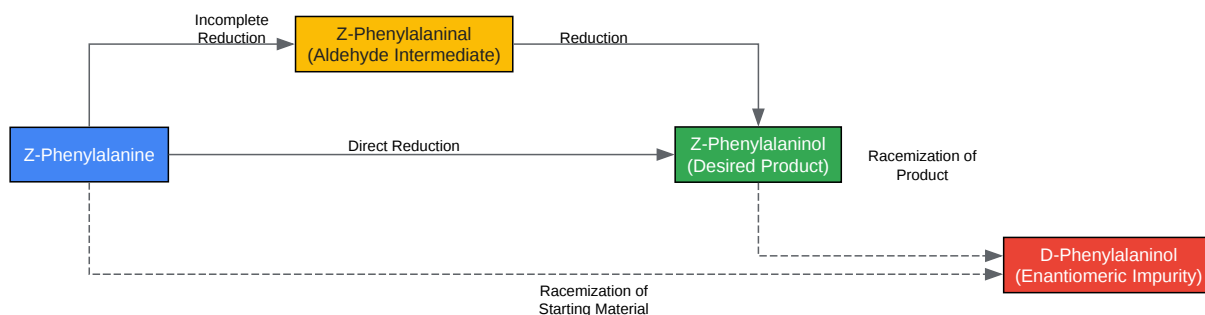 Incomplete
Reduction
Z-Phenylalaninal
(Aldehyde Intermediate)
Reduction
Z-Phenylalanine
Direct Reduction
Z-Phenylalaninol
(Desired Product)
Racemization of
Product
D-Phenylalaninol
(Enantiomeric Impurity)
Racemization of
Starting Material